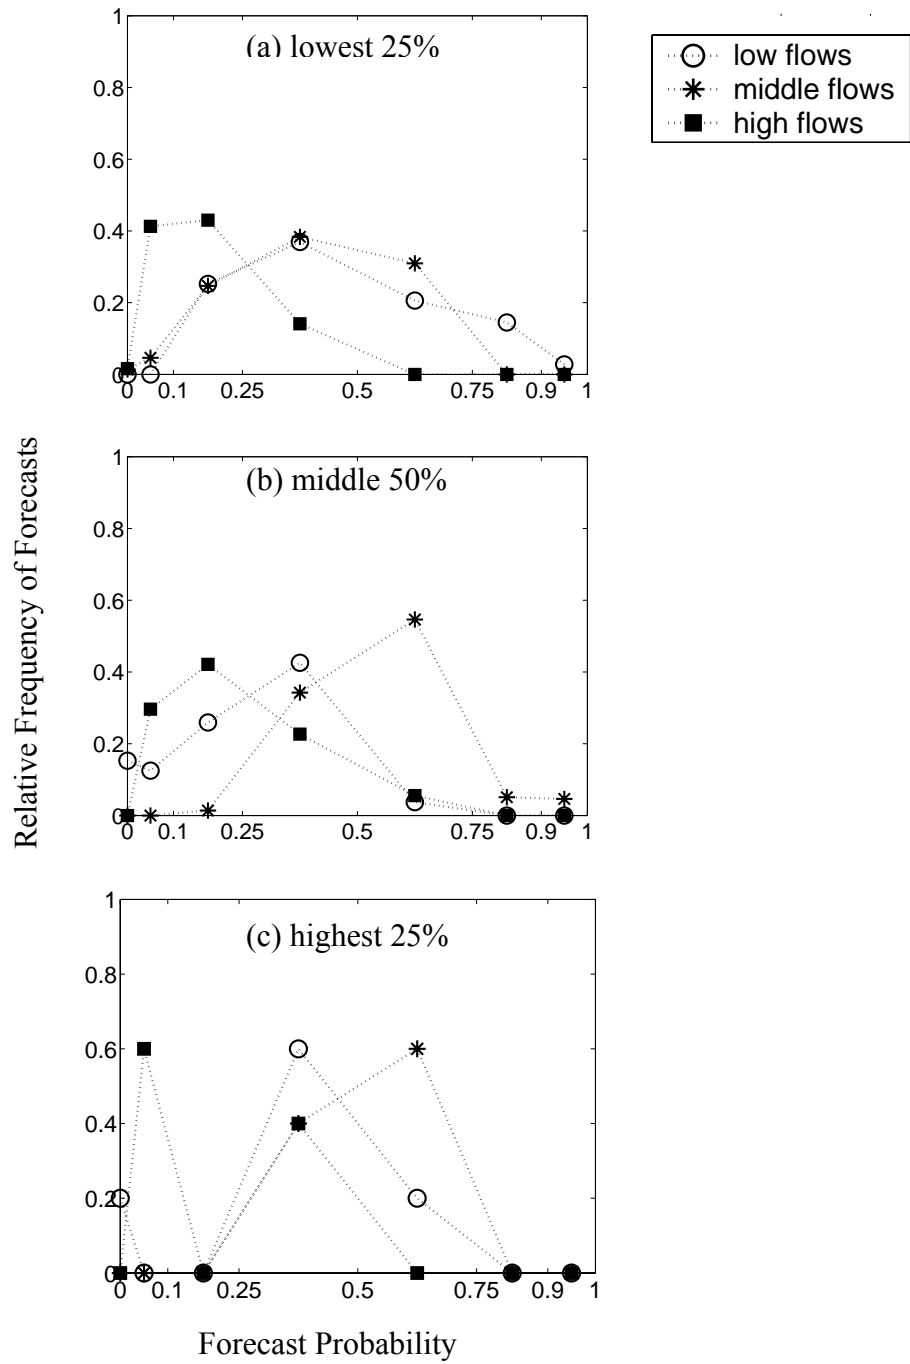 1
(a) lowest 25%
0.8
0.6
0.4
0.2
0
0 0.1 0.25 0.5 0.75 0.9 1
low flows
middle flows
high flows
Relative Frequency of Forecasts
1
(b) middle 50%
0.8
0.6
0.4
0.2
0
0 0.1 0.25 0.5 0.75 0.9 1
1
(c) highest 25%
0.8
0.6
0.4
0.2
0
0 0.1 0.25 0.5 0.75 0.9 1
Forecast Probability